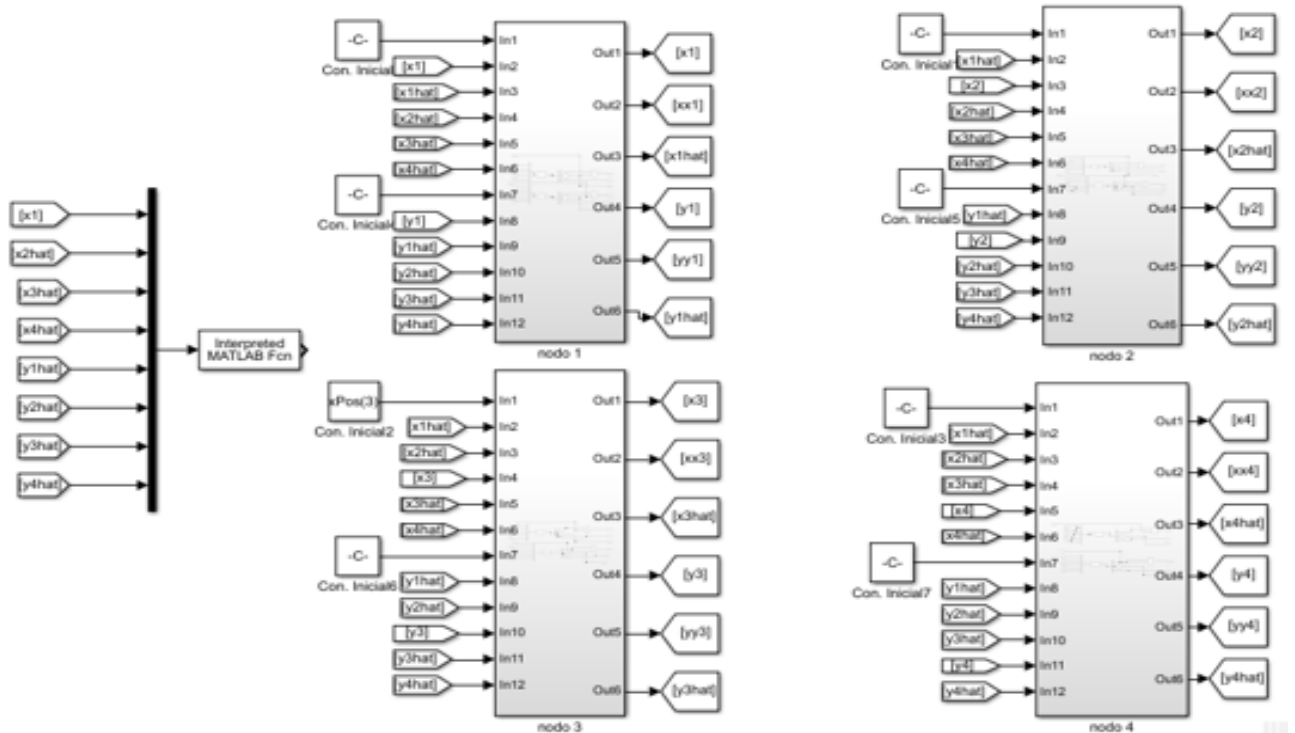 [x1]
[x2hat]
[x3hat]
[x4hat]
[y1hat]
[y2hat]
[y3hat]
[y4hat]
Interpreted
MATLAB Fcn
-C-
Con. Inicial
[x1]
[x1hat]
[x2hat]
[x3hat]
[x4hat]
-C-
Con. Inicial
[y1]
[y1hat]
[y2hat]
[y3hat]
[y4hat]
In1
In2
In3
In4
In5
In6
In7
In8
In9
In10
In11
In12
Out1
Out2
Out3
Out4
Out5
Out6
[x1]
[xx1]
[x1hat]
[y1]
[yy1]
[y1hat]
nodo 1
-C-
Con. Inicial
[x1hat]
[x2]
[x2hat]
[x3hat]
[x4hat]
-C-
Con. Inicial5
[y1hat]
[y2]
[y2hat]
[y3hat]
[y4hat]
In1
In2
In3
In4
In5
In6
In7
In8
In9
In10
In11
In12
Out1
Out2
Out3
Out4
Out5
Out6
[x2]
[xx2]
[x2hat]
[y2]
[yy2]
[y2hat]
nodo 2
xPos(3)
Con. Inicial2
[x1hat]
[x2hat]
[x3]
[x3hat]
[x4hat]
-C-
Con. Inicial6
[y1hat]
[y2hat]
[y3]
[y3hat]
[y4hat]
In1
In2
In3
In4
In5
In6
In7
In8
In9
In10
In11
In12
Out1
Out2
Out3
Out4
Out5
Out6
[x3]
[xx3]
[x3hat]
[y3]
[yy3]
[y3hat]
nodo 3
-C-
Con. Inicial3
[x1hat]
[x2hat]
[x3hat]
[x4]
[x4hat]
-C-
Con. Inicial7
[y1hat]
[y2hat]
[y3hat]
[y4]
[y4hat]
In1
In2
In3
In4
In5
In6
In7
In8
In9
In10
In11
In12
Out1
Out2
Out3
Out4
Out5
Out6
[x4]
[xx4]
[x4hat]
[y4]
[yy4]
[y4hat]
nodo 4